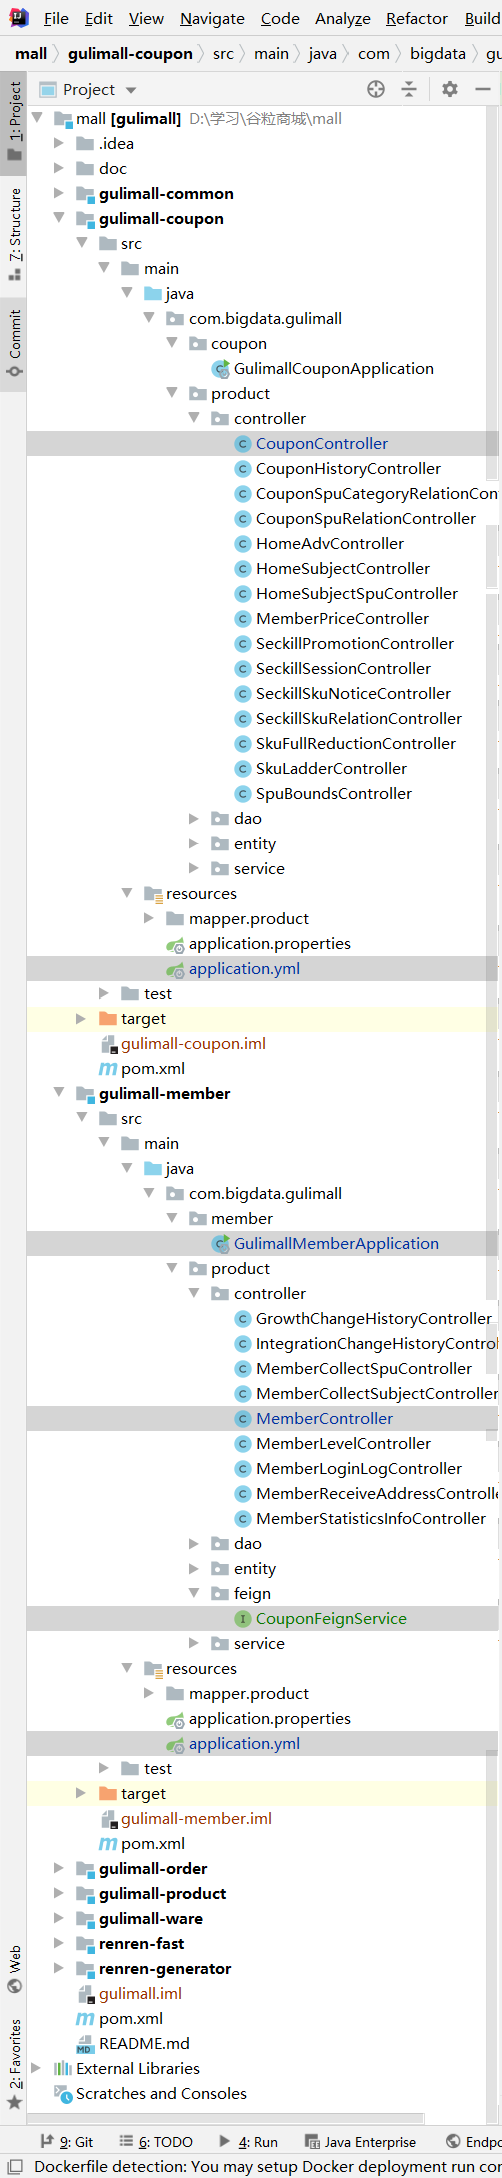 File Edit View Navigate Code Analyze Refactor Build
mall gulimall-coupon src main java com bigdata gu
Project
1: Project
7: Structure
Commit
mall [gulimall] D:\学习\谷粒商城\mall
.idea
doc
gulimall-common
gulimall-coupon
src
main
java
com.bigdata.gulimall
coupon
GulimallCouponApplication
product
controller
CouponController
CouponHistoryController
CouponSpuCategoryRelationCon
CouponSpuRelationController
HomeAdvController
HomeSubjectController
HomeSubjectSpuController
MemberPriceController
SeckillPromotionController
SeckillSessionController
SeckillSkuNoticeController
SeckillSkuRelationController
SkuFullReductionController
SkuLadderController
SpuBoundsController
dao
entity
service
resources
mapper.product
application.properties
application.yml
test
target
gulimall-coupon.iml
pom.xml
gulimall-member
src
main
java
com.bigdata.gulimall
member
GulimallMemberApplication
product
controller
GrowthChangeHistoryController
IntegrationChangeHistoryContro
MemberCollectSpuController
MemberCollectSubjectController
MemberController
MemberLevelController
MemberLoginLogController
MemberReceiveAddressControlle
MemberStatisticsInfoController
dao
entity
feign
CouponFeignService
service
resources
mapper.product
application.properties
application.yml
test
target
gulimall-member.iml
pom.xml
gulimall-order
gulimall-product
gulimall-ware
renren-fast
renren-generator
gulimall.iml
pom.xml
README.md
External Libraries
Scratches and Consoles
Web
2: Favorites
9: Git 6: TODO 4: Run Java Enterprise Endpo
Dockerfile detection: You may setup Docker deployment run con